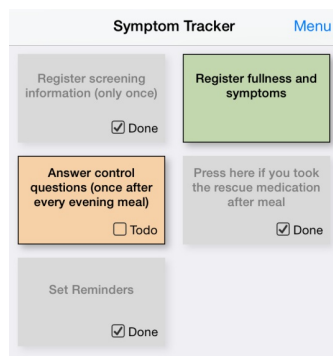 Symptom Tracker
Menu
Register screening
information (only once)
Done
Register fullness and
symptoms
Answer control
questions (once after
every evening meal)
Todo
Press here if you took
the rescue medication
after meal
Done
Set Reminders
Done